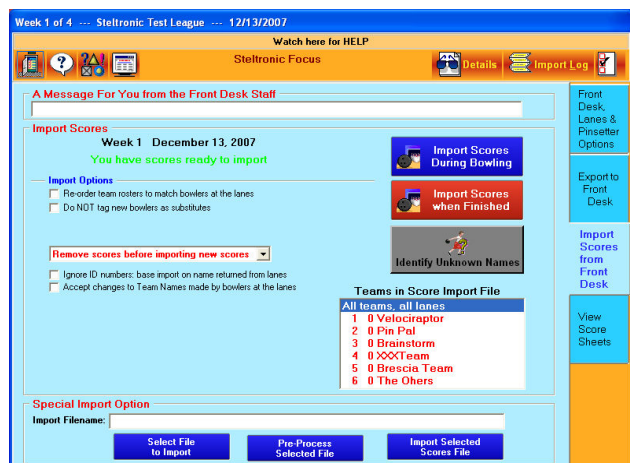 Week 1 of 4 --- Steltronic Test League --- 12/13/2007
Watch here for HELP
Steltronic Focus
Details
Import Log
A Message For You from the Front Desk Staff
Import Scores
Week 1 December 13, 2007
You have scores ready to import
Import Options
Re-order team rosters to match bowlers at the lanes
Do NOT tag new bowlers as substitutes
Remove scores before importing new scores
Ignore ID numbers: base import on name returned from lanes
Accept changes to Team Names made by bowlers at the lanes
Import Scores
During Bowling
Import Scores
when Finished
Identify Unknown Names
Teams in Score Import File
All teams, all lanes
1 0 Velociraptor
2 0 Pin Pal
3 0 Brainstorm
4 0 XXXTeam
5 0 Brescia Team
6 0 The Ohers
Special Import Option
Import Filename:
Select File
to Import
Pre-Process
Selected File
Import Selected
Scores File
Front
Desk,
Lanes &
Pinsetter
Options
Export to
Front
Desk
Import
Scores
from
Front
Desk
View
Score
Sheets